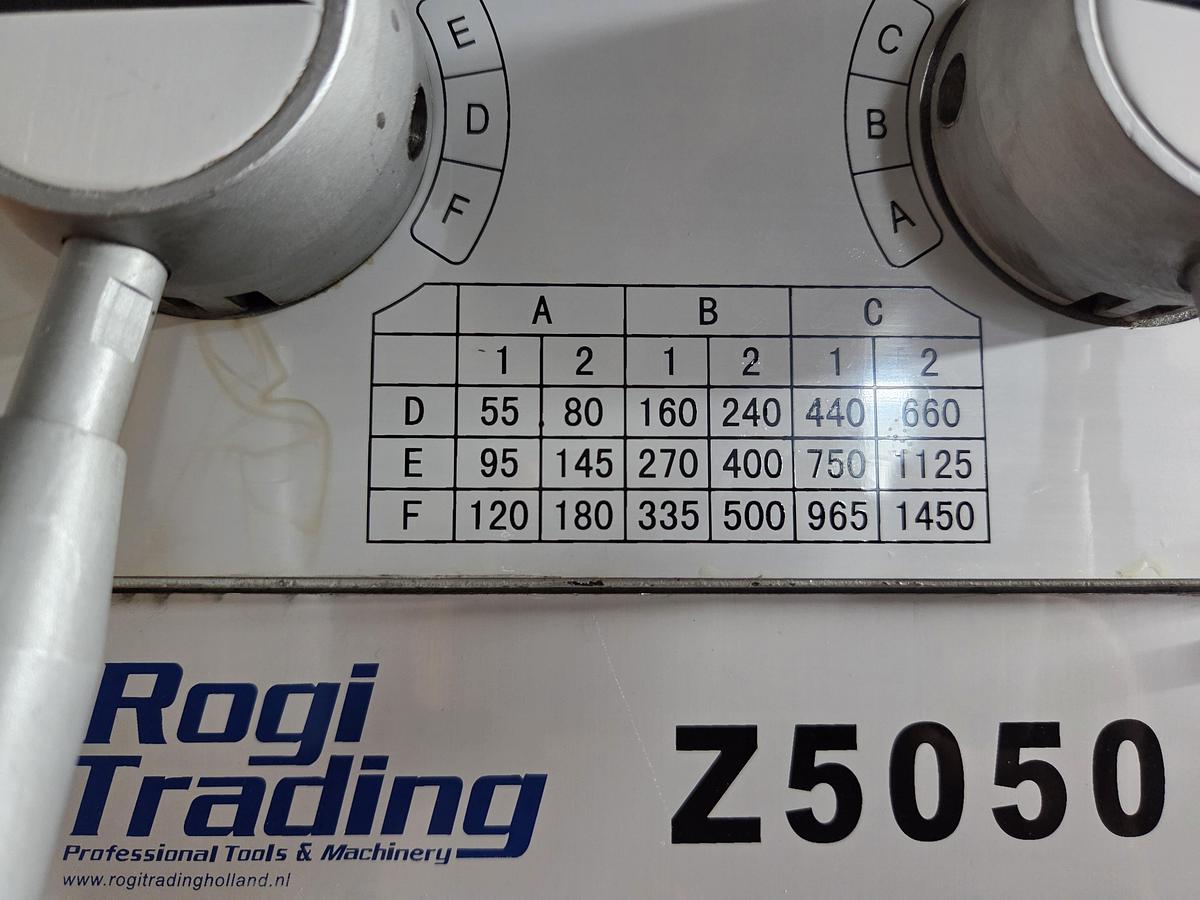 E
D
F
C
B
A
A B C
1 2 1 2 1 2
D 55 80 160 240 440 660
E 95 145 270 400 750 1125
F 120 180 335 500 965 1450
Rogi
Trading
Professional Tools & Machinery
www.rogitradingholland.nl
Z5050